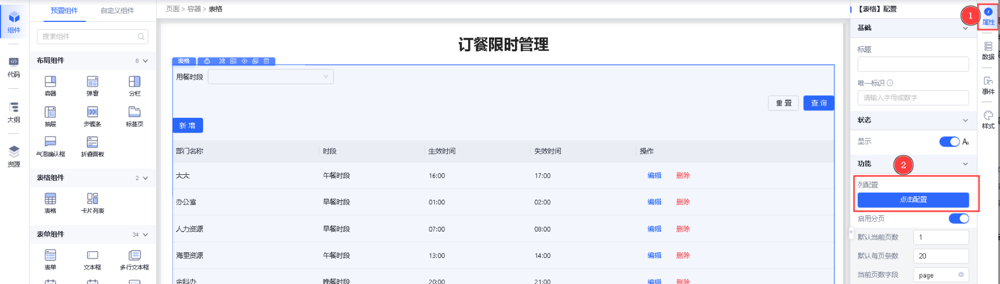 组件
代码
大纲
资源
预置组件
自定义组件
搜索组件
布局组件 8
容器 弹窗 分栏
抽屉 步骤条 标签页
气泡确认框 折叠面板
表格组件 2
表格 卡片列表
表单组件 34
表单 文本框 多行文本框
页面 > 容器 > 表格
订餐限时管理
表格
用餐时段
重 置 查 询
新 增
部门名称 时段 生效时间 失效时间 操作
大大 午餐时段 16:00 17:00 编辑 删除
办公室 早餐时段 01:00 02:00 编辑 删除
人力资源 早餐时段 07:00 08:00 编辑 删除
海里资源 午餐时段 13:00 14:00 编辑 删除
金科办 晚餐时段 20:00 21:00 编辑 删除
【表格】配置
基础
标题
唯一标识
请输入字母或数字
状态
显示
功能
2
列配置
点击配置
启用分页
默认当前页数 1
默认每页条数 20
当前页数字段 page
1
属性
数据
事件
样式